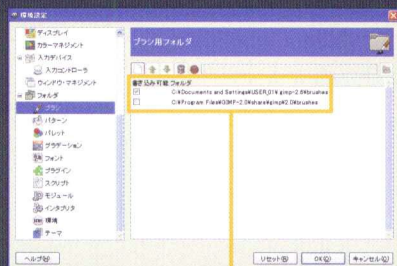 環境設定
ディスプレイ
カラーマネジメント
入力デバイス
入力コントローラ
ウィンドウ・マネジメント
フォルダ
ブラシ
パターン
パレット
グラデーション
フォント
プラグイン
スクリプト
モジュール
インタプリタ
環境
テーマ
ブラシ用フォルダ
書き込み可能 フォルダ
C:¥Documents and Settings¥USER_01¥.gimp-2.6¥brushes
C:¥Program Files¥GIMP-2.0¥share¥gimp¥2.0¥brushes
ヘルプ(H)
リセット(R)
OK(O)
キャンセル(C)